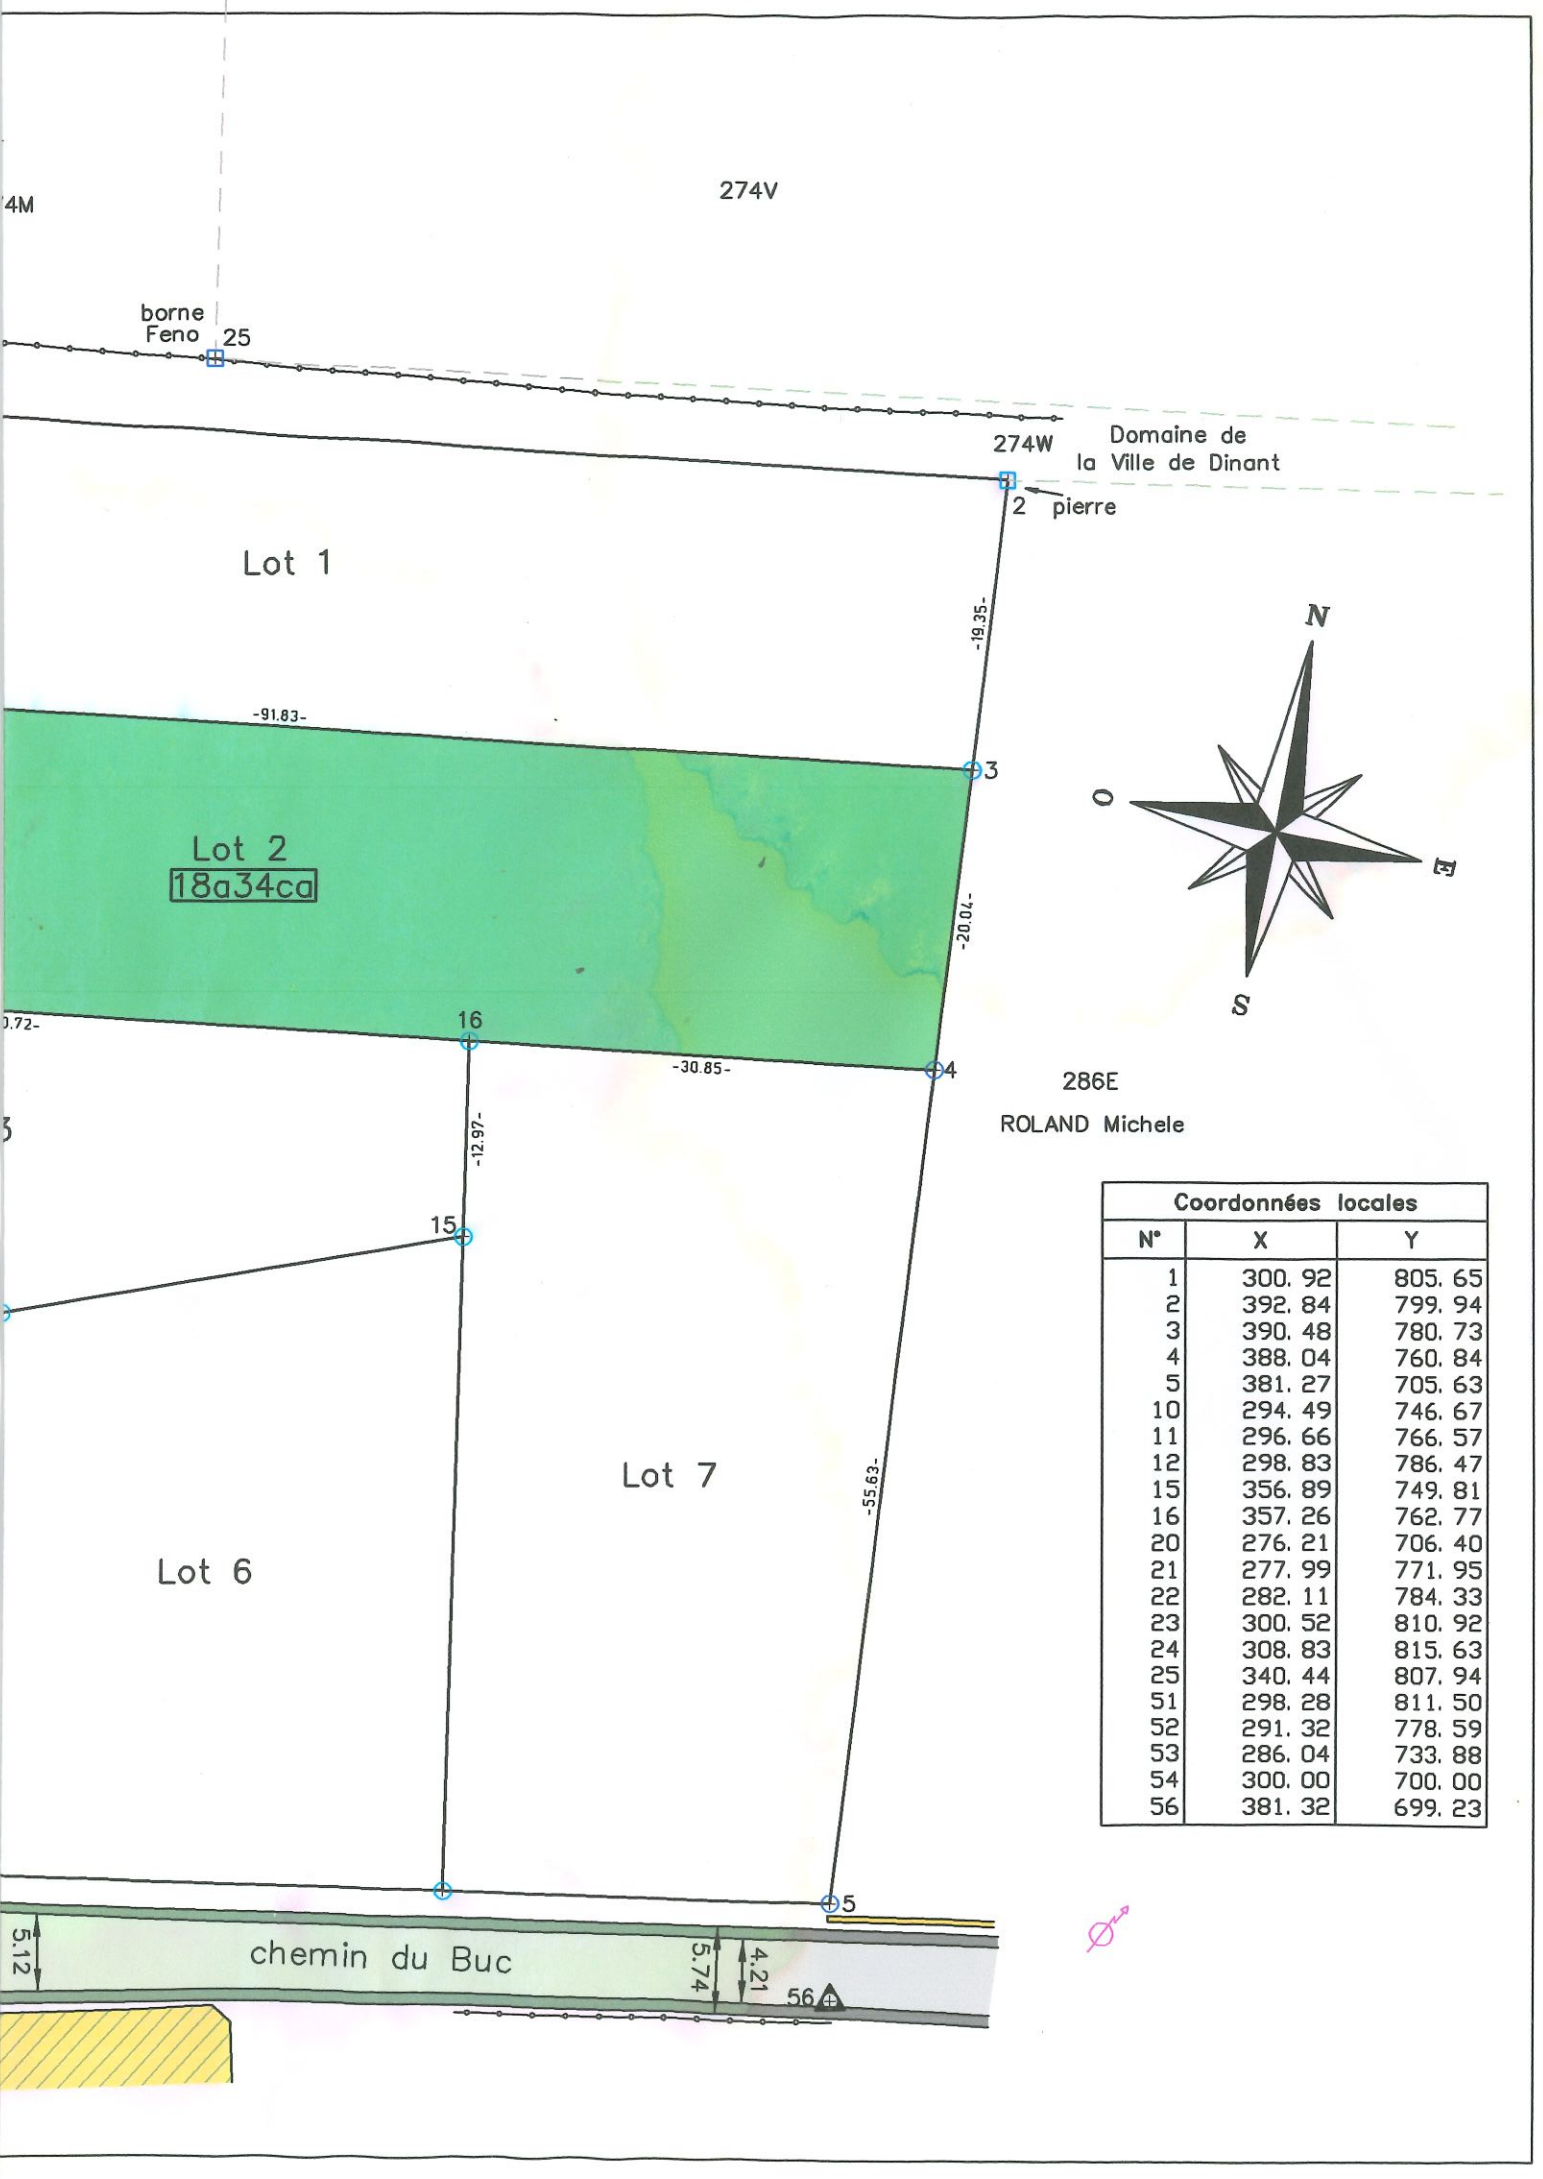 274V
4M
borne
Feno
25
274W
Domaine de
la Ville de Dinant
2
pierre
Lot 1
-19.35-
N
O
E
S
-91.83-
3
Lot 2
18a34ca
-20.04-
0.72-
16
-30.85-
4
286E
ROLAND Michele
3
-12.97-
15
Coordonnées locales
N° X Y
1 300. 92 805. 65
2 392. 84 799. 94
3 390. 48 780. 73
4 388. 04 760. 84
5 381. 27 705. 63
10 294. 49 746. 67
11 296. 66 766. 57
12 298. 83 786. 47
15 356. 89 749. 81
16 357. 26 762. 77
20 276. 21 706. 40
21 277. 99 771. 95
22 282. 11 784. 33
23 300. 52 810. 92
24 308. 83 815. 63
25 340. 44 807. 94
51 298. 28 811. 50
52 291. 32 778. 59
53 286. 04 733. 88
54 300. 00 700. 00
56 381. 32 699. 23
Lot 7
-55.63-
Lot 6
5
5.12
chemin du Buc
5.74
4.21
56